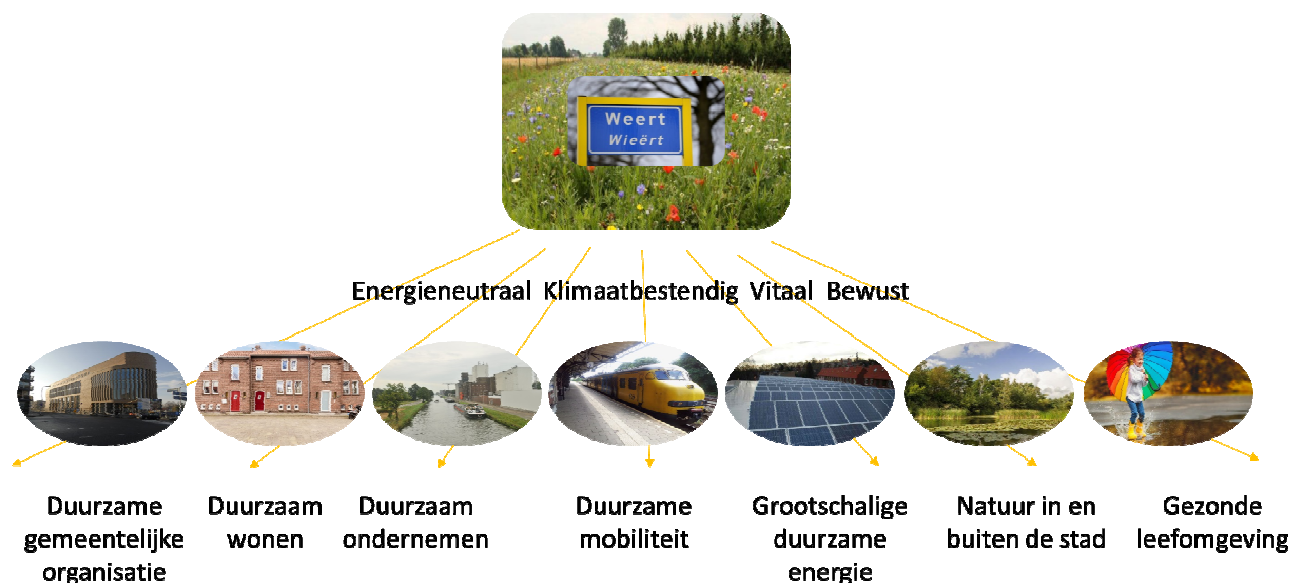 Weert
Wieërt
Energieneutraal Klimaatbestendig Vitaal Bewust
Duurzame
gemeentelijke
organisatie
Duurzaam
wonen
Duurzaam
ondernemen
Duurzame
mobiliteit
Grootschalige
duurzame
energie
Natuur in en
buiten de stad
Gezonde
leefomgeving